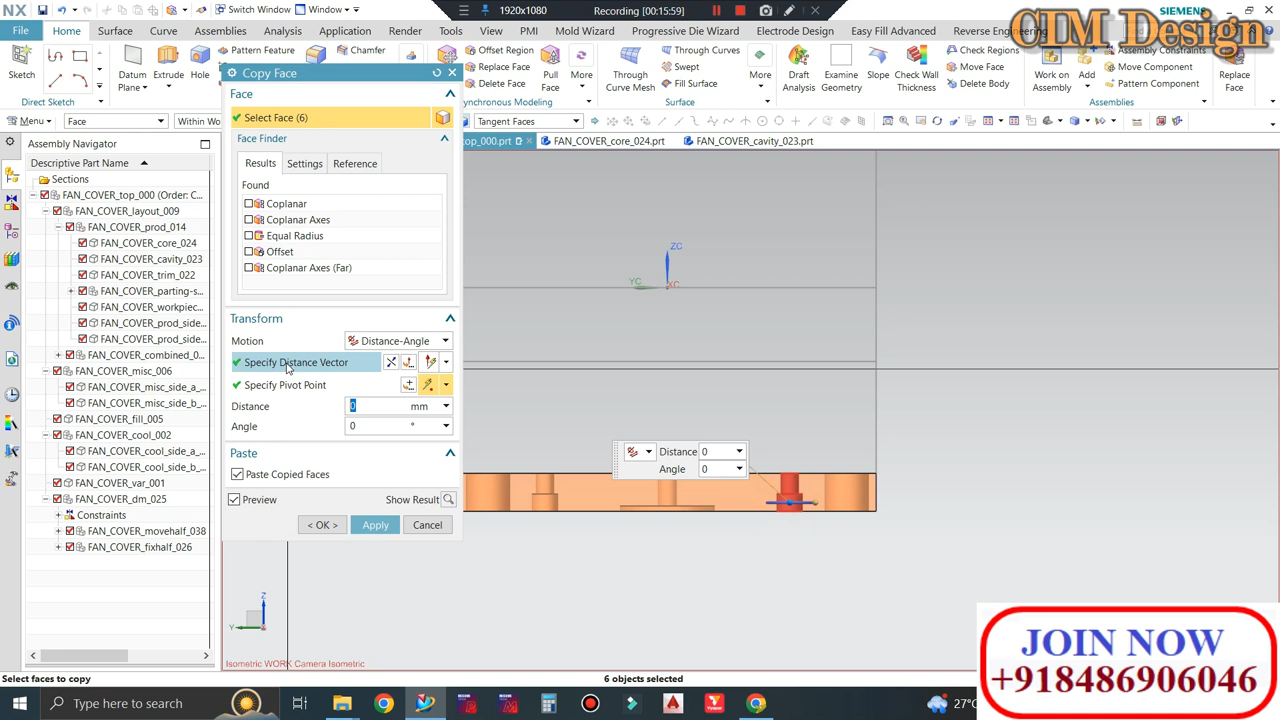 NX
Switch Window
Window
1920x1080
Recording [00:15:59]
SIEMENS
CIM Design
File
Home
Surface
Curve
Assemblies
Analysis
Application
Render
Tools
View
PMI
Mold Wizard
Progressive Die Wizard
Electrode Design
Easy Fill Advanced
Reverse Engineering
Sketch
Direct Sketch
Datum
Plane
Extrude
Hole
Pattern Feature
Chamfer
Offset Region
Replace Face
Delete Face
Pull
Face
More
Synchronous Modeling
Through
Curve Mesh
Through Curves
Swept
More
Surface
Draft
Analysis
Examine
Geometry
Slope
Check Wall
Thickness
Check Regions
Delete Body
Work on
Assembly
Add
Assembly Constraints
Move Component
Pattern Component
Assemblies
Replace
Face
Menu
Face
Within Wo
Tangent Faces
top_000.prt
FAN_COVER_core_024.prt
FAN_COVER_cavity_023.prt
Assembly Navigator
Descriptive Part Name
Sections
FAN_COVER_top_000 (Order: C...
FAN_COVER_layout_009
FAN_COVER_prod_014
FAN_COVER_core_024
FAN_COVER_cavity_023
FAN_COVER_trim_022
FAN_COVER_parting-s...
FAN_COVER_workpiec...
FAN_COVER_prod_side...
FAN_COVER_prod_side...
FAN_COVER_combined_0...
FAN_COVER_misc_006
FAN_COVER_misc_side_a_...
FAN_COVER_misc_side_b_...
FAN_COVER_fill_005
FAN_COVER_cool_002
FAN_COVER_cool_side_a_...
FAN_COVER_cool_side_b_...
FAN_COVER_var_001
FAN_COVER_dm_025
Constraints
FAN_COVER_movehalf_038
FAN_COVER_fixhalf_026
Copy Face
Face
Select Face (6)
Face Finder
Results
Settings
Reference
Found
Coplanar
Coplanar Axes
Equal Radius
Offset
Coplanar Axes (Far)
Transform
Motion
Distance-Angle
Specify Distance Vector
Specify Pivot Point
Distance
0
mm
Angle
0
°
Paste
Paste Copied Faces
Preview
Show Result
< OK >
Apply
Cancel
ZC
YC
XC
Distance
0
Angle
0
Z
Y
Isometric WORK Camera Isometric
Select faces to copy
6 objects selected
JOIN NOW
+918486906046
Type here to search
27°C